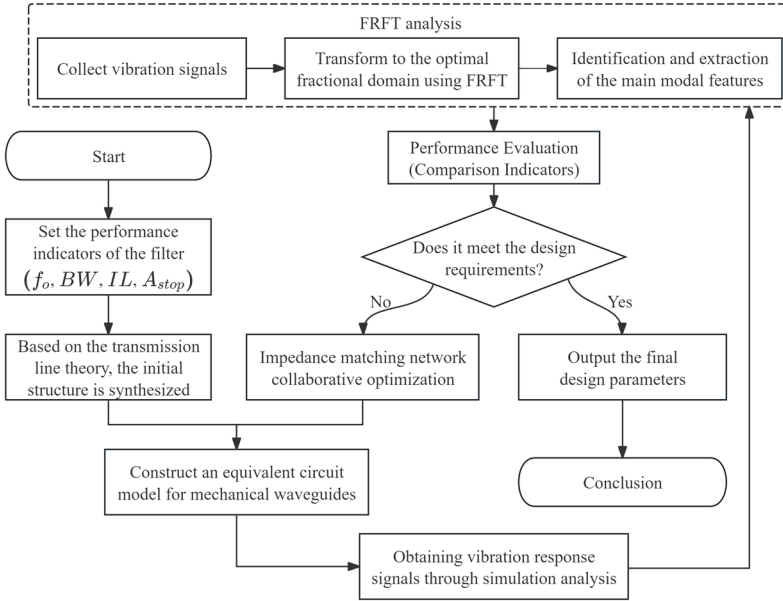 FRFT analysis
Collect vibration signals
Transform to the optimal
fractional domain using FRFT
Identification and extraction
of the main modal features
Start
Performance Evaluation
(Comparison Indicators)
Set the performance
indicators of the filter
(f_o, BW, IL, A_{stop})
Does it meet the design
requirements?
No
Yes
Based on the transmission
line theory, the initial
structure is synthesized
Impedance matching network
collaborative optimization
Output the final
design parameters
Construct an equivalent circuit
model for mechanical waveguides
Conclusion
Obtaining vibration response
signals through simulation analysis